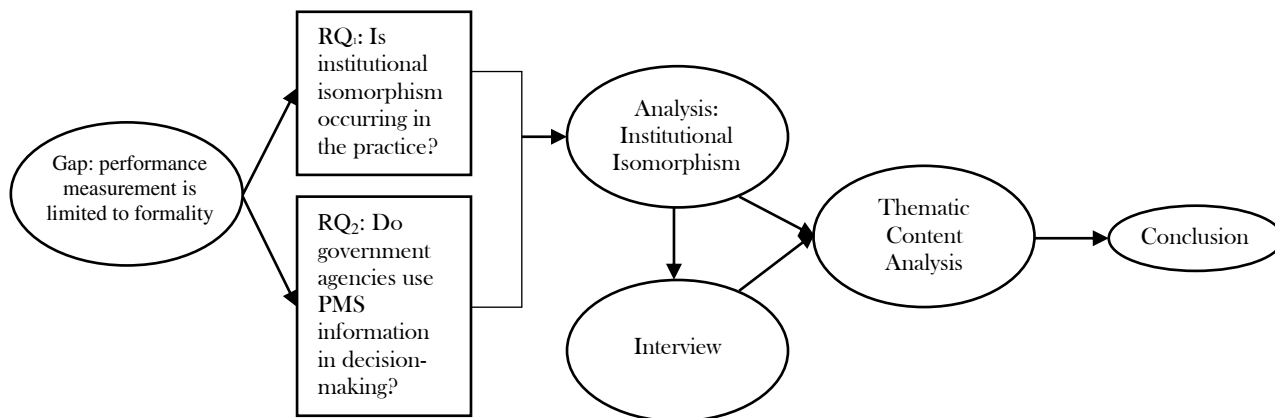 Gap: performance
measurement is
limited to formality
RQ₁: Is
institutional
isomorphism
occurring in
the practice?
RQ₂: Do
government
agencies use
PMS
information
in decision-
making?
Analysis:
Institutional
Isomorphism
Interview
Thematic
Content
Analysis
Conclusion